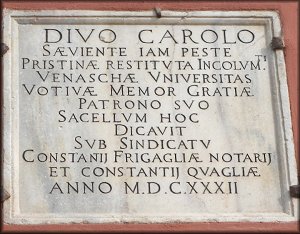 DIVO CAROLO
SÆVIENTE IAM PESTE
PRISTINÆ RESTITVTA INCOLVM.TI
VENASCHÆ VNIVERSITAS
VOTIVÆ MEMOR GRATIÆ
PATRONO SVO
SACELLVM HOC
DICAVIT
SVB SINDICATV
CONSTANIJ FRIGAGLIÆ NOTARIJ
ET CONSTANTIJ QVAGLIÆ
ANNO M.D.C.XXXII